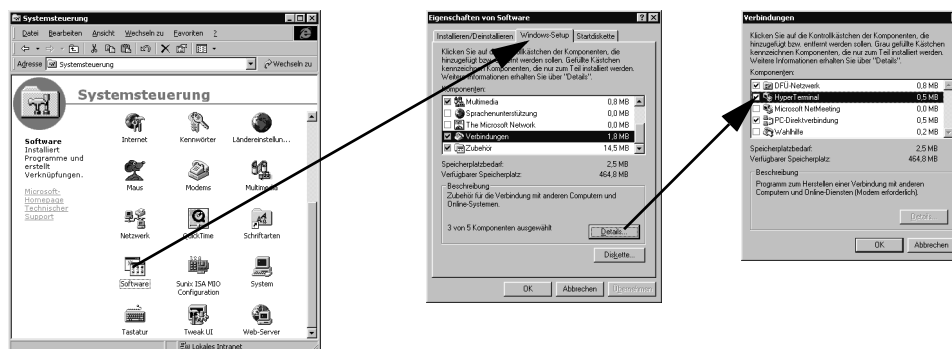 Systemsteuerung
Datei Bearbeiten Ansicht Wechseln zu Favoriten ?
Adresse Systemsteuerung Wechseln zu
Systemsteuerung
Software
Installiert
Programme und
erstellt
Verknüpfungen.
Microsoft-
Homepage
Technischer
Support
Internet Kennwörter Ländereinstellun...
Maus Modems Multimedia
Netzwerk QuickTime Schriftarten
Software Sunix ISA MIO
Configuration System
Tastatur Tweak UI Web-Server
Lokales Intranet
Eigenschaften von Software
Installieren/Deinstallieren Windows-Setup Startdiskette
Klicken Sie auf die Kontrollkästchen der Komponenten, die
hinzugefügt bzw. entfernt werden sollen. Gefüllte Kästchen
kennzeichnen Komponenten, die nur zum Teil installiert werden.
Weitere Informationen erhalten Sie über "Details".
Komponenten:
Multimedia 0,8 MB
Sprachenunterstützung 0,0 MB
The Microsoft Network 0,0 MB
Verbindungen 1,8 MB
Zubehör 14,5 MB
Speicherplatzbedarf: 2,5 MB
Verfügbarer Speicherplatz: 464,8 MB
Beschreibung
Zubehör für die Verbindung mit anderen Computern und
Online-Systemen.
3 von 5 Komponenten ausgewählt
Details...
Diskette...
OK Abbrechen Übernehmen
Verbindungen
Klicken Sie auf die Kontrollkästchen der Komponenten, die
hinzugefügt bzw. entfernt werden sollen. Grau gefüllte Kästchen
kennzeichnen Komponenten, die nur zum Teil installiert werden.
Weitere Informationen erhalten Sie über "Details".
Komponenten:
DFÜ-Netzwerk 0,8 MB
HyperTerminal 0,5 MB
Microsoft NetMeeting 0,0 MB
PC-Direktverbindung 0,5 MB
Wahlhilfe 0,2 MB
Speicherplatzbedarf: 2,5 MB
Verfügbarer Speicherplatz: 464,8 MB
Beschreibung
Programm zum Herstellen einer Verbindung mit anderen
Computern und Online-Diensten (Modem erforderlich).
Details...
OK Abbrechen